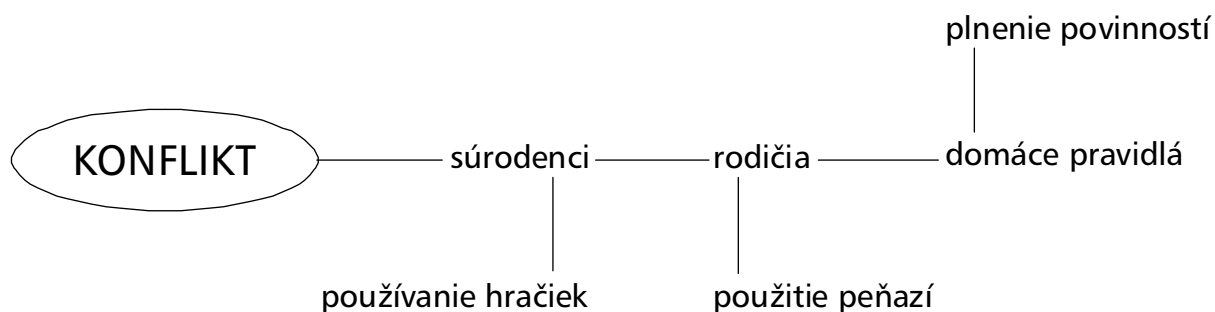 plnenie povinností
KONFLIKT súrodenci rodičia domáce pravidlá
používanie hračiek použitie peňazí